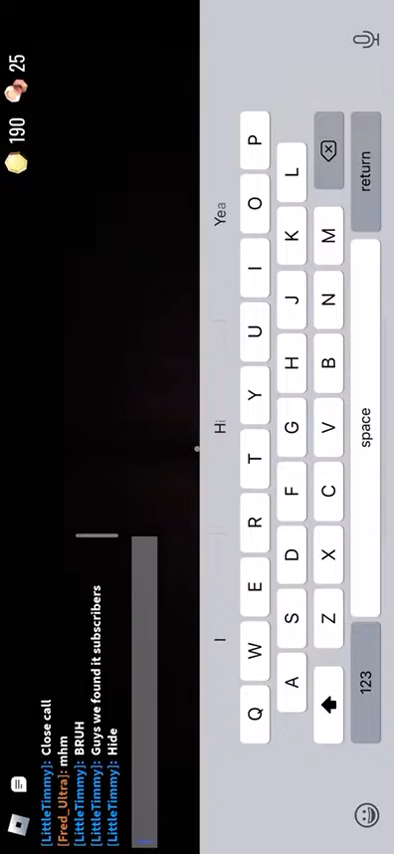 190 25
[LittleTimmy]: Close call
[Fred_Ultra]: mhm
[LittleTimmy]: BRUH
[LittleTimmy]: Guys we found it subscribers
[LittleTimmy]: Hide
I Hi Yea
Q W E R T Y U I O P
A S D F G H J K L
Z X C V B N M
123 space return